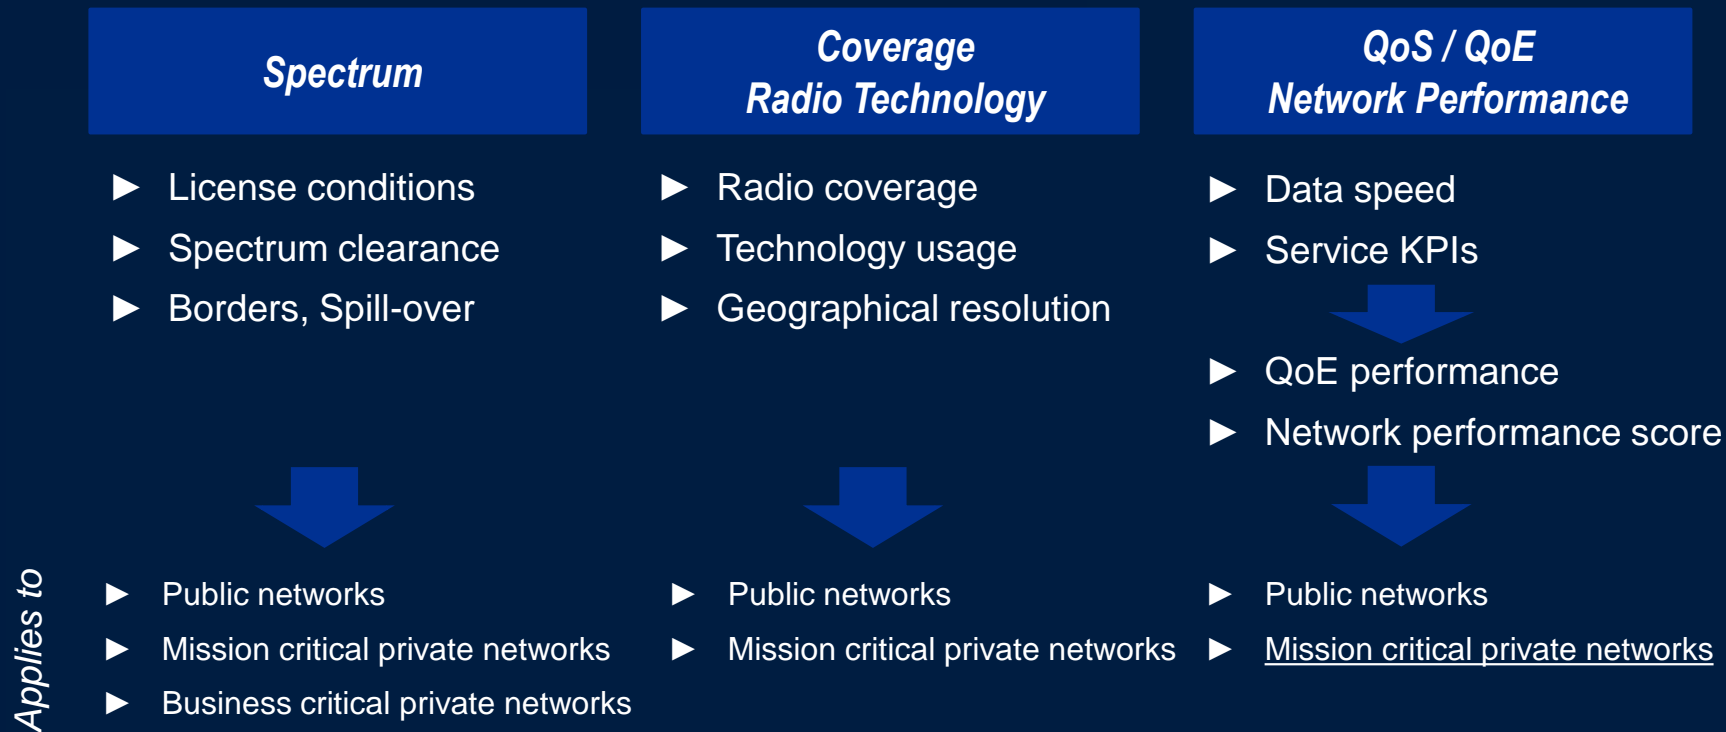 Spectrum
Coverage
Radio Technology
QoS / QoE
Network Performance
► License conditions
► Spectrum clearance
► Borders, Spill-over
► Radio coverage
► Technology usage
► Geographical resolution
► Data speed
► Service KPIs
► QoE performance
► Network performance score
Applies to
► Public networks
► Mission critical private networks
► Business critical private networks
► Public networks
► Mission critical private networks
► Public networks
► Mission critical private networks